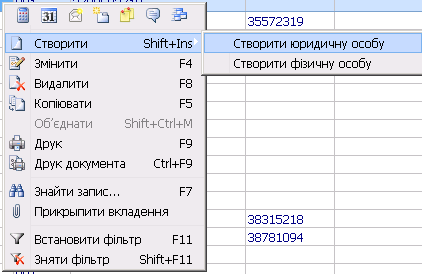 31
35572319
Створити Shift+Ins
Створити юридичну особу
Створити фізичну особу
Змінити F4
Видалити F8
Копіювати F5
Об'єднати Shift+Ctrl+M
Друк F9
Друк документа Ctrl+F9
Знайти запис... F7
Прикрипити вкладення
38315218
Встановити фільтр F11
38781094
Зняти фільтр Shift+F11